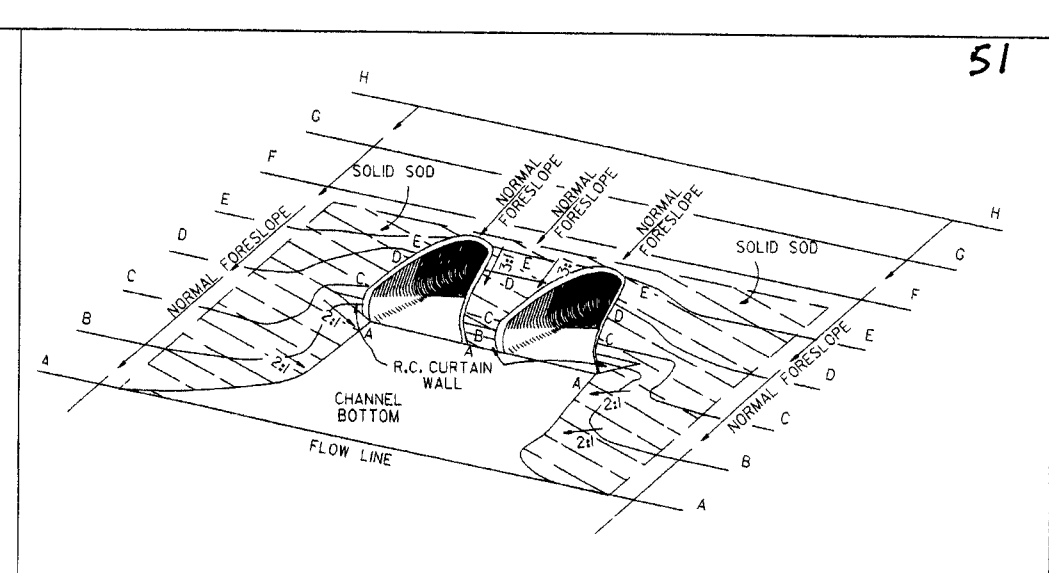 51
H
G
F
E
D
C
B
A
SOLID SOD
NORMAL FORESLOPE
NORMAL
FORESLOPE
NORMAL
FORESLOPE
NORMAL
FORESLOPE
SOLID SOD
H
G
F
E
D
C
B
A
NORMAL FORESLOPE
E
D
C
A
3:1
E
D
3:1
C
B
A
E
D
C
A
2:1
2:1
2:1
2:1
R.C. CURTAIN
WALL
CHANNEL
BOTTOM
FLOW LINE